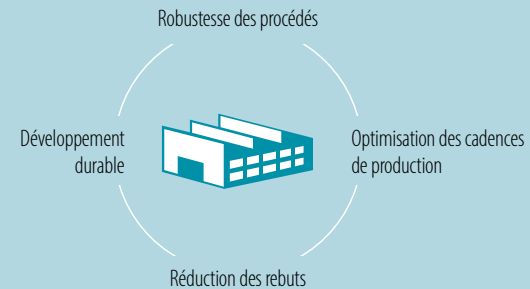 Robustesse des procédés
Développement
durable
Optimisation des cadences
de production
Réduction des rebuts